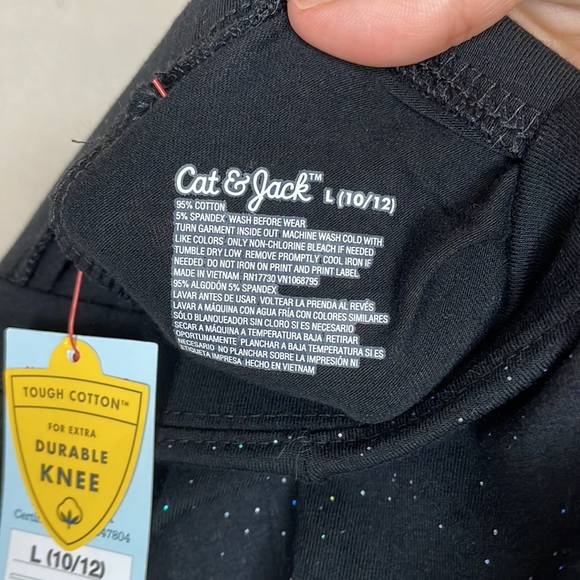 Cat & Jack™ L (10/12)
95% COTTON
5% SPANDEX WASH BEFORE WEAR
TURN GARMENT INSIDE OUT MACHINE WASH COLD WITH
LIKE COLORS ONLY NON-CHLORINE BLEACH IF NEEDED
TUMBLE DRY LOW REMOVE PROMPTLY COOL IRON IF
NEEDED DO NOT IRON ON PRINT AND PRINT LABEL
MADE IN VIETNAM RN17730 VN1068795
95% ALGODÓN 5% SPANDEX
LAVAR ANTES DE USAR VOLTEAR LA PRENDA AL REVÉS
LAVAR A MÁQUINA CON AGUA FRÍA CON COLORES SIMILARES
SÓLO BLANQUEADOR SIN CLORO SI ES NECESARIO
SECAR A MÁQUINA A TEMPERATURA BAJA RETIRAR
OPORTUNAMENTE PLANCHAR A BAJA TEMPERATURA SI ES
NECESARIO NO PLANCHAR SOBRE LA IMPRESIÓN NI
ETIQUETA IMPRESA HECHO EN VIETNAM
TOUGH COTTON™
FOR EXTRA
DURABLE
KNEE
47804
L (10/12)